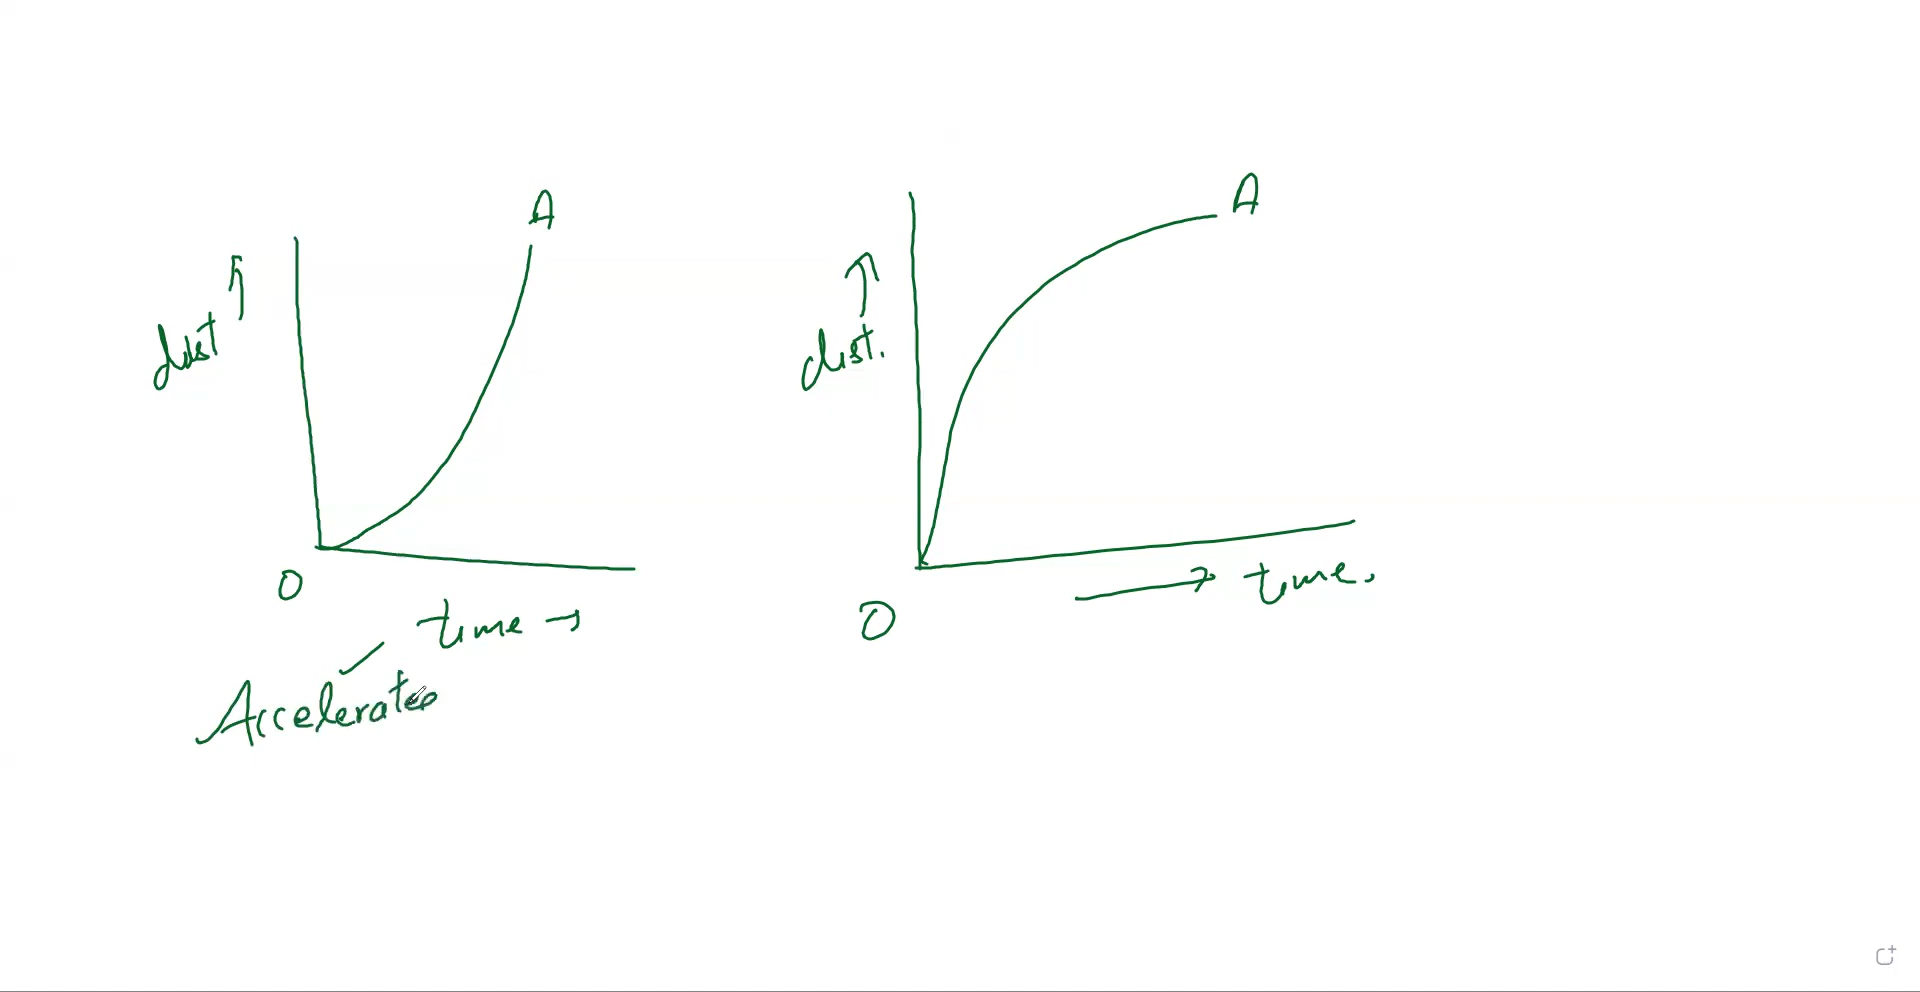 A
A
dist ↑
dist. ↑
O
time →
O
→ time.
Accelerated